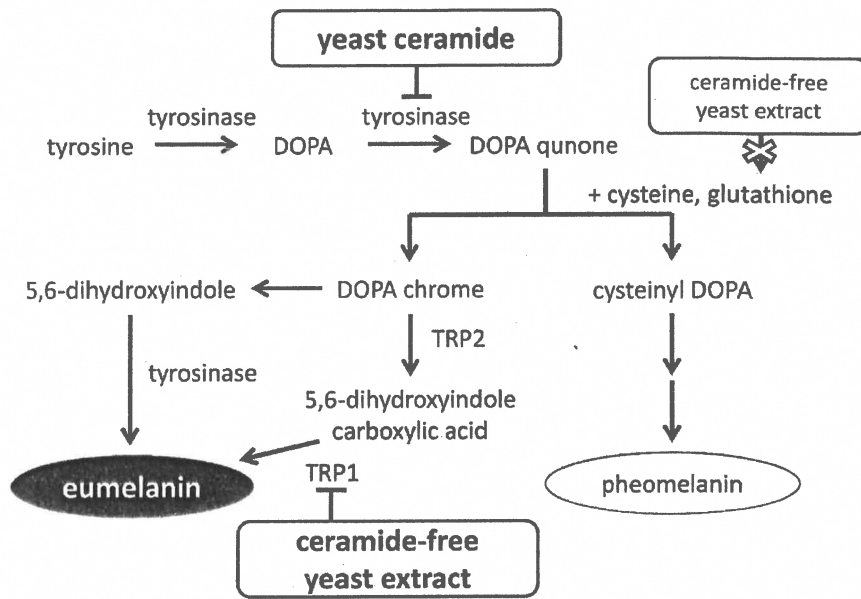 yeast ceramide
ceramide-free
yeast extract
tyrosinase
tyrosinase
tyrosine
DOPA
DOPA qunone
+ cysteine, glutathione
5,6-dihydroxyindole
DOPA chrome
cysteinyl DOPA
TRP2
tyrosinase
5,6-dihydroxyindole
carboxylic acid
eumelanin
TRP1
pheomelanin
ceramide-free
yeast extract